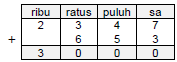 ribu ratus puluh sa
2 3 4 7
+ 6 5 3
3 0 0 0